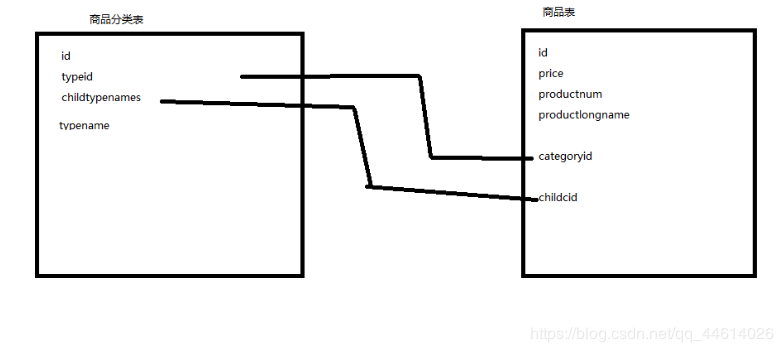 商品分类表
id
typeid
childtypenames
typename
商品表
id
price
productnum
productlongname
categoryid
childcid
https://blog.csdn.net/qq_44614026